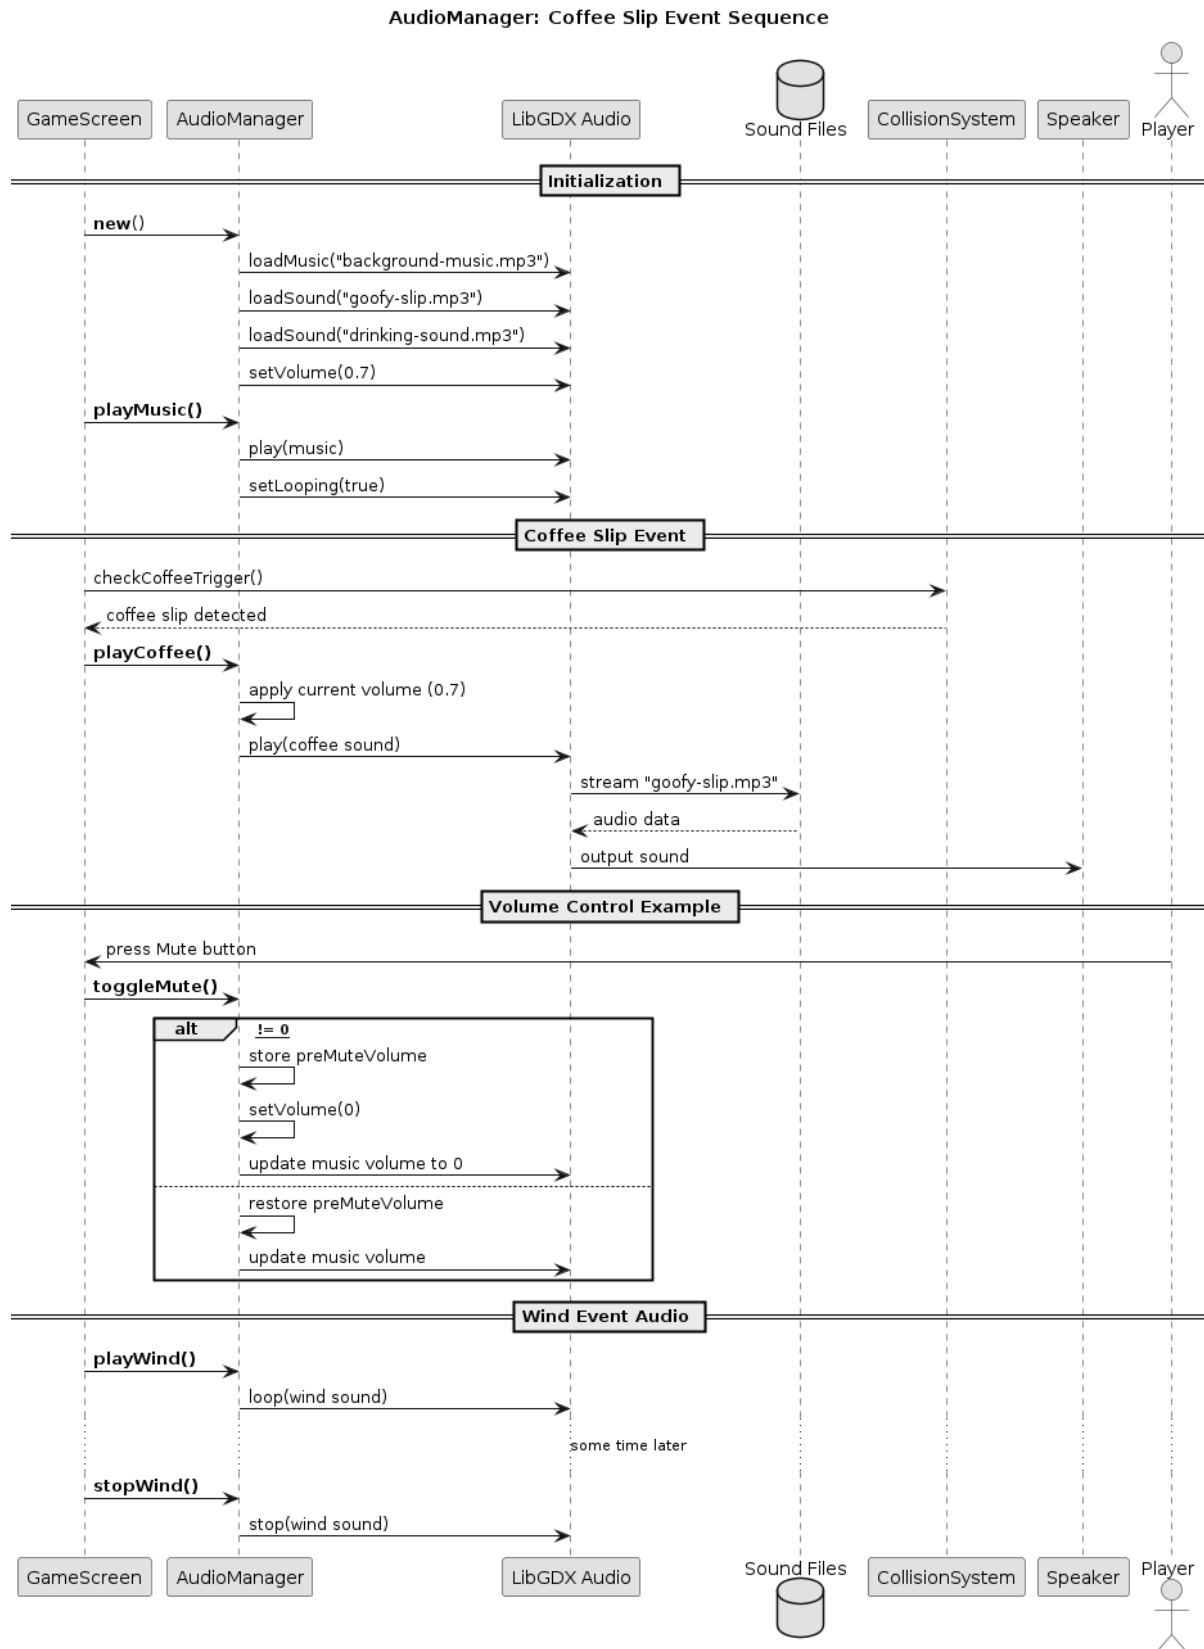 AudioManager: Coffee Slip Event Sequence
GameScreen
AudioManager
LibGDX Audio
Sound Files
CollisionSystem
Speaker
Player
Initialization
new()
loadMusic("background-music.mp3")
loadSound("goofy-slip.mp3")
loadSound("drinking-sound.mp3")
setVolume(0.7)
playMusic()
play(music)
setLooping(true)
Coffee Slip Event
checkCoffeeTrigger()
coffee slip detected
playCoffee()
apply current volume (0.7)
play(coffee sound)
stream "goofy-slip.mp3"
audio data
output sound
Volume Control Example
press Mute button
toggleMute()
alt
!= 0
store preMuteVolume
setVolume(0)
update music volume to 0
restore preMuteVolume
update music volume
Wind Event Audio
playWind()
loop(wind sound)
some time later
stopWind()
stop(wind sound)
GameScreen
AudioManager
LibGDX Audio
Sound Files
CollisionSystem
Speaker
Player